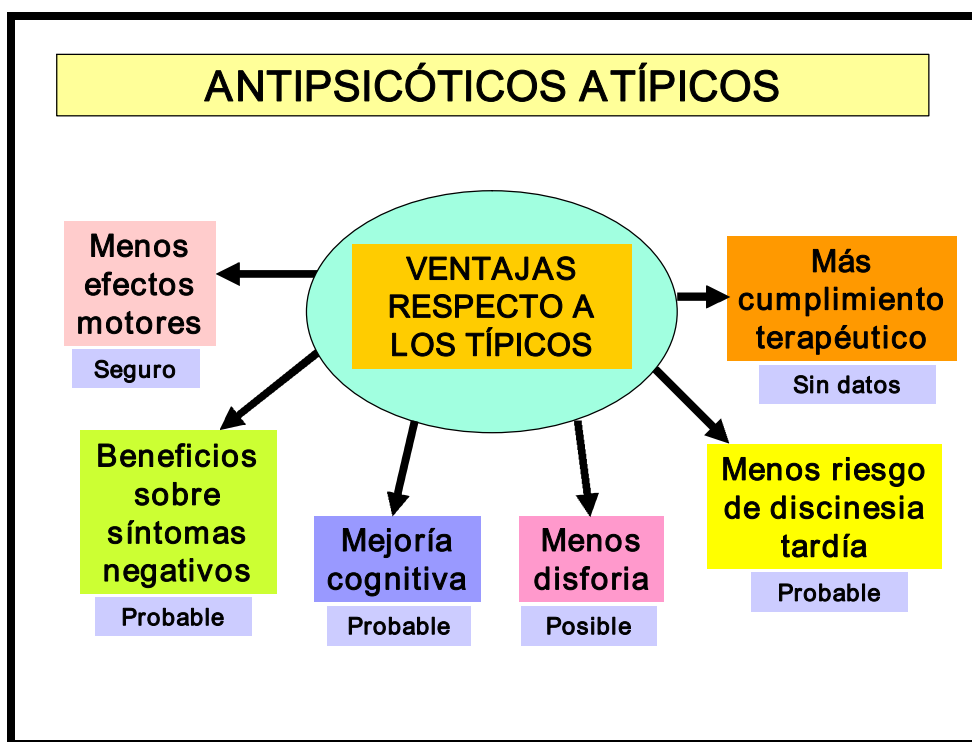 ANTIPSICÓTICOS ATÍPICOS
VENTAJAS
RESPECTO A
LOS TÍPICOS
Menos
efectos
motores
Seguro
Beneficios
sobre
síntomas
negativos
Probable
Mejoría
cognitiva
Probable
Menos
disforia
Posible
Menos riesgo
de discinesia
tardía
Probable
Más
cumplimiento
terapéutico
Sin datos